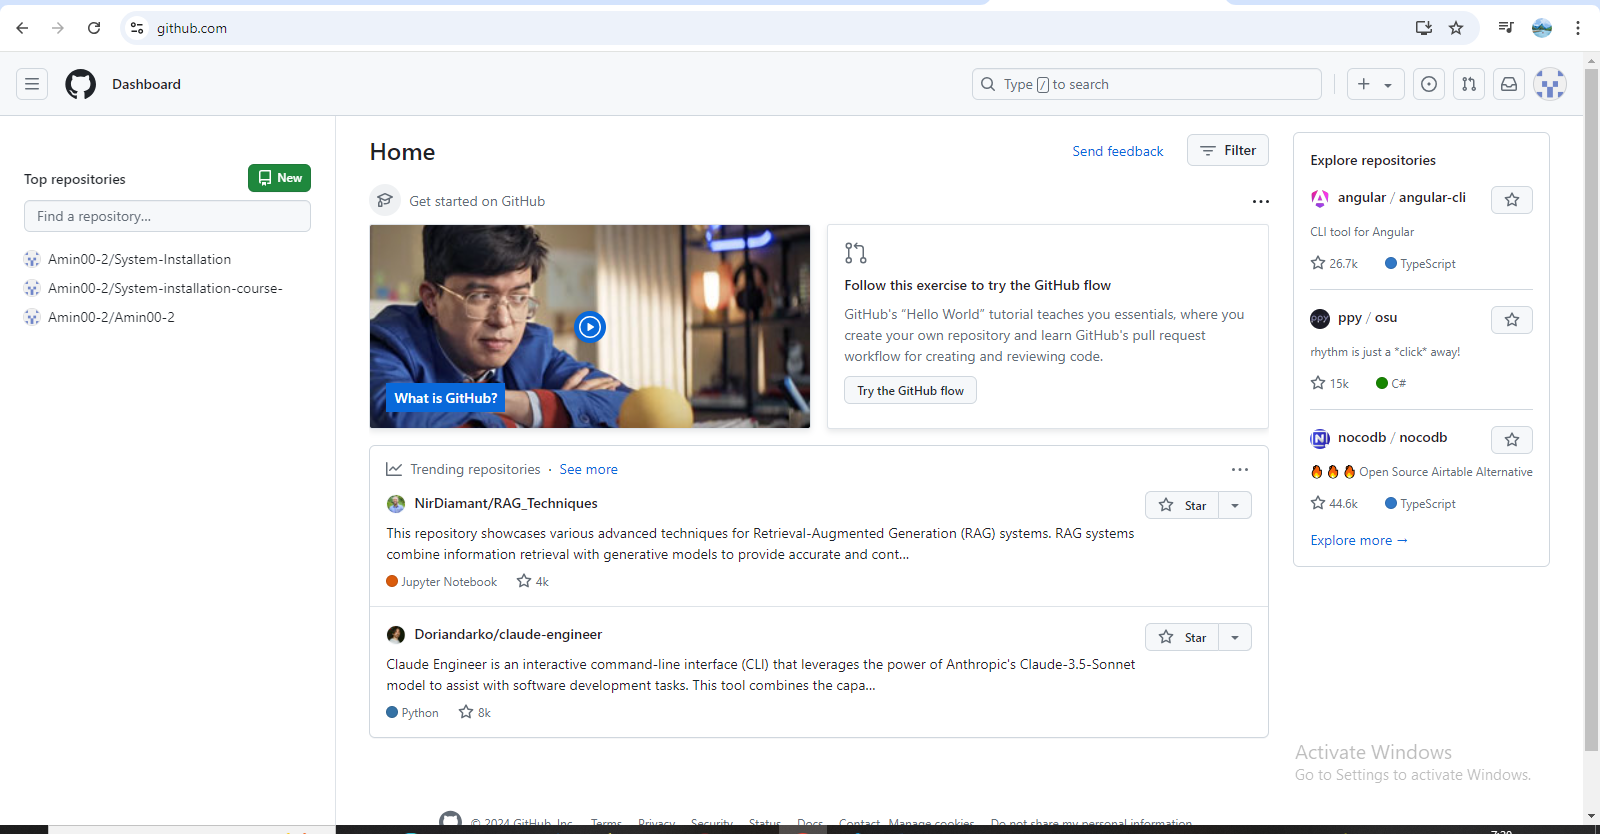 github.com
Dashboard
Type / to search
Top repositories
New
Find a repository...
Amin00-2/System-Installation
Amin00-2/System-installation-course-
Amin00-2/Amin00-2
Home
Send feedback
Filter
Get started on GitHub
What is GitHub?
Follow this exercise to try the GitHub flow
GitHub's “Hello World” tutorial teaches you essentials, where you
create your own repository and learn GitHub's pull request
workflow for creating and reviewing code.
Try the GitHub flow
Trending repositories · See more
NirDiamant/RAG_Techniques
Star
This repository showcases various advanced techniques for Retrieval-Augmented Generation (RAG) systems. RAG systems
combine information retrieval with generative models to provide accurate and cont...
Jupyter Notebook 4k
Doriandarko/claude-engineer
Star
Claude Engineer is an interactive command-line interface (CLI) that leverages the power of Anthropic's Claude-3.5-Sonnet
model to assist with software development tasks. This tool combines the capa...
Python 8k
Explore repositories
angular / angular-cli
CLI tool for Angular
26.7k TypeScript
ppy
ppy / osu
rhythm is just a *click* away!
15k C#
N
nocodb / nocodb
🔥 🔥 🔥 Open Source Airtable Alternative
44.6k TypeScript
Explore more →
Activate Windows
Go to Settings to activate Windows.
© 2024 GitHub, Inc. Terms Privacy Security Status Docs Contact Manage cookies Do not share my personal information